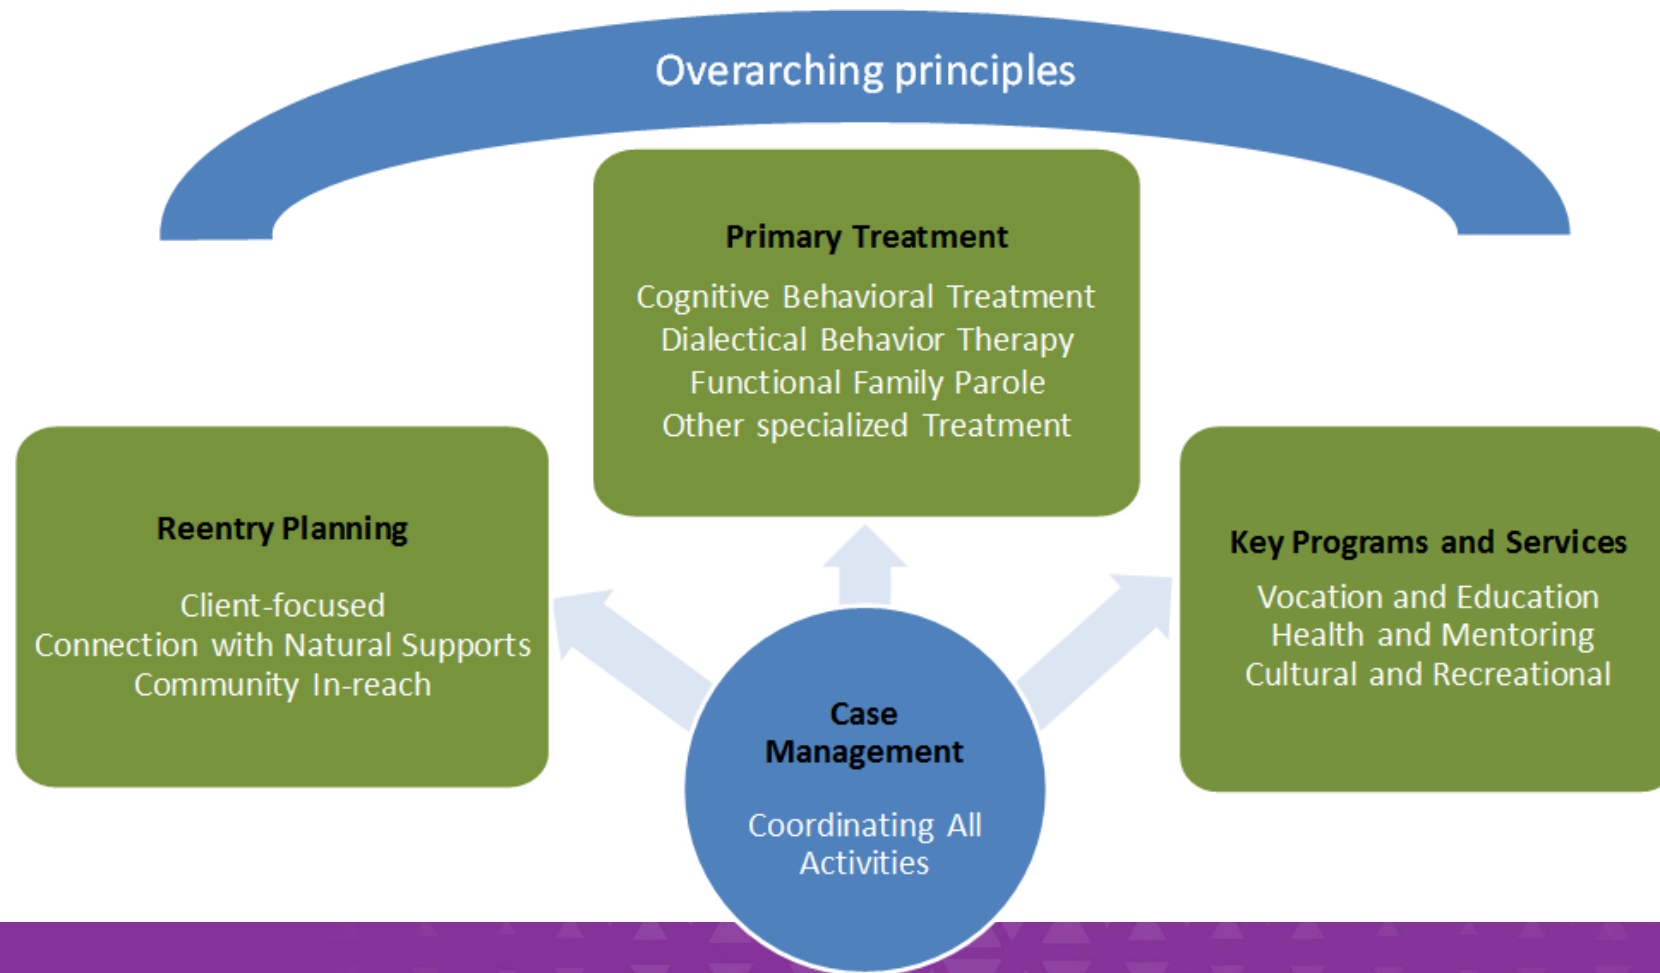 Overarching principles
Primary Treatment
Cognitive Behavioral Treatment
Dialectical Behavior Therapy
Functional Family Parole
Other specialized Treatment
Reentry Planning
Client-focused
Connection with Natural Supports
Community In-reach
Key Programs and Services
Vocation and Education
Health and Mentoring
Cultural and Recreational
Case
Management
Coordinating All
Activities